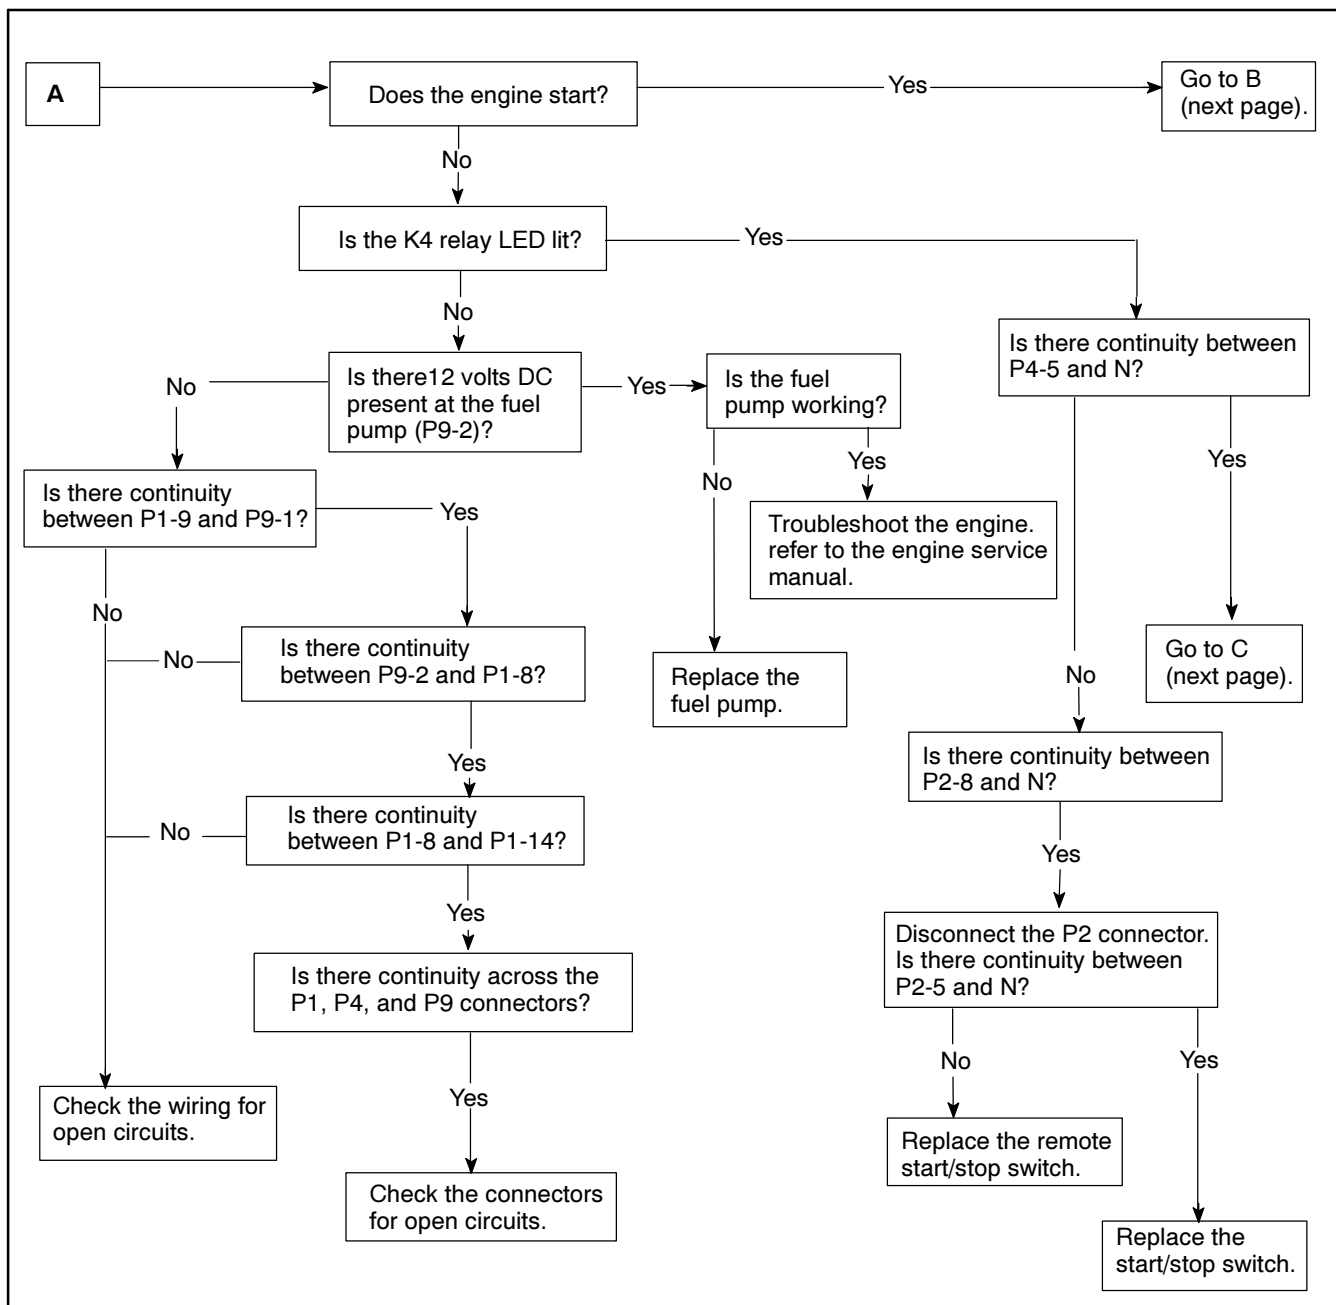 A
Does the engine start?
Yes
Go to B
(next page).
No
Is the K4 relay LED lit?
Yes
No
Is there continuity between
P4-5 and N?
Is there12 volts DC
present at the fuel
pump (P9-2)?
No
Yes
Is the fuel
pump working?
Yes
No
Yes
Is there continuity
between P1-9 and P9-1?
Yes
Troubleshoot the engine.
refer to the engine service
manual.
No
Is there continuity
between P9-2 and P1-8?
No
Replace the
fuel pump.
Go to C
(next page).
No
Is there continuity between
P2-8 and N?
Yes
Is there continuity
between P1-8 and P1-14?
No
Yes
Yes
Disconnect the P2 connector.
Is there continuity between
P2-5 and N?
Is there continuity across the
P1, P4, and P9 connectors?
No
Yes
Yes
Check the wiring for
open circuits.
Replace the remote
start/stop switch.
Check the connectors
for open circuits.
Replace the
start/stop switch.